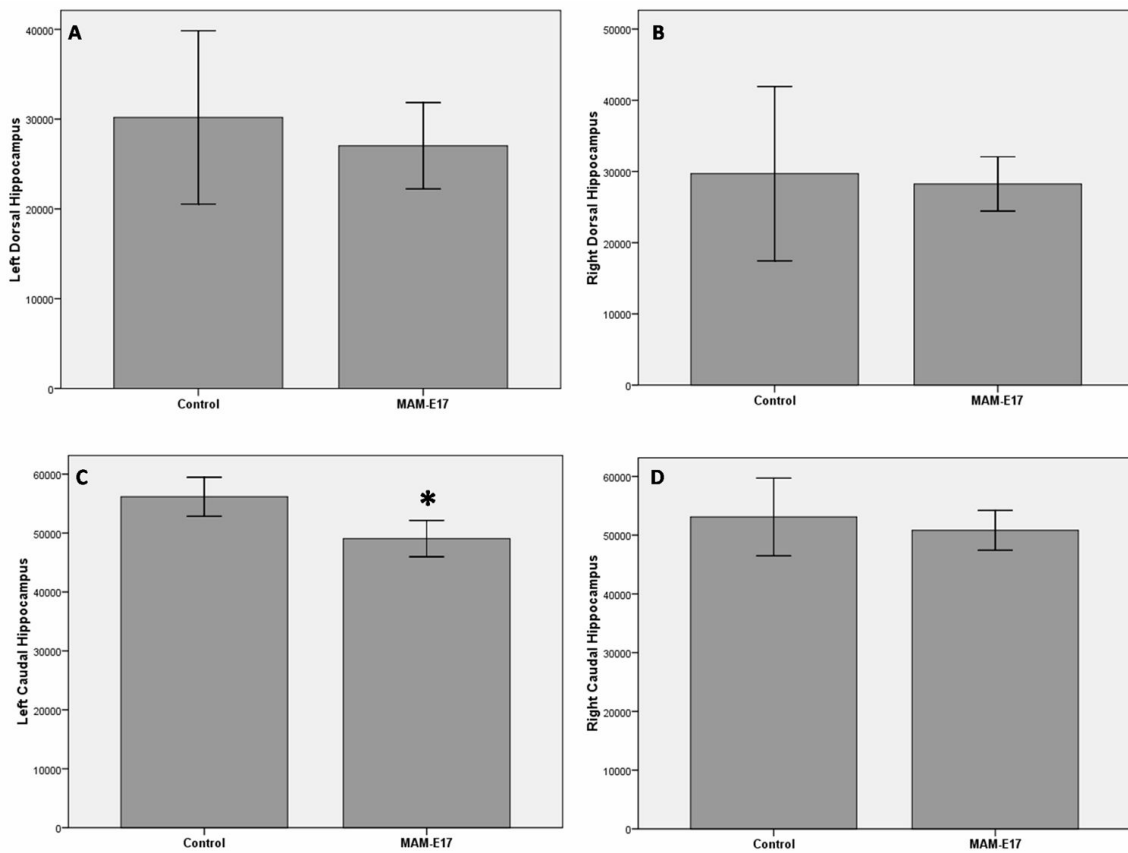 A
Left Dorsal Hippocampus
40000
30000
20000
10000
0
Control
MAM-E17
B
Right Dorsal Hippocampus
50000
40000
30000
20000
10000
0
Control
MAM-E17
C
Left Caudal Hippocampus
60000
50000
40000
30000
20000
10000
0
*
Control
MAM-E17
D
Right Caudal Hippocampus
60000
50000
40000
30000
20000
10000
0
Control
MAM-E17